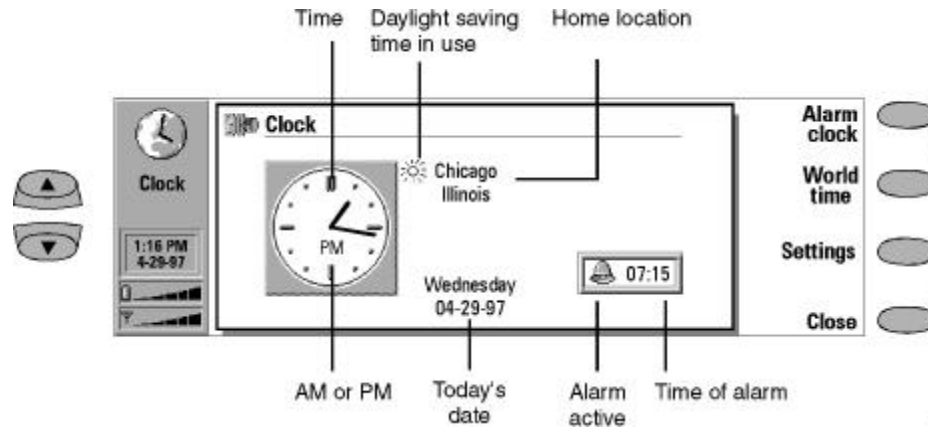 Time
Daylight saving
time in use
Home location
Clock
1:16 PM
4-29-97
Clock
Chicago
Illinois
PM
Wednesday
04-29-97
07:15
Alarm
clock
World
time
Settings
Close
AM or PM
Today's
date
Alarm
active
Time of alarm